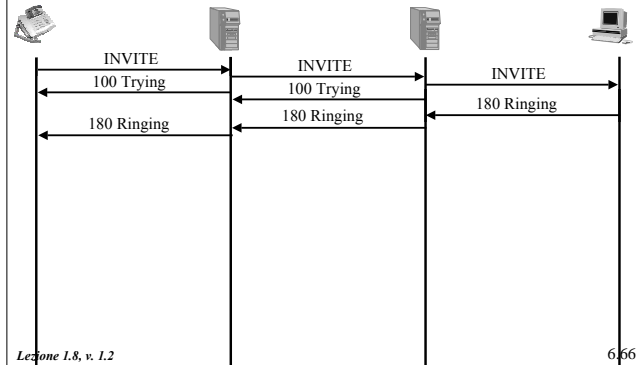 INVITE
INVITE
INVITE
100 Trying
100 Trying
180 Ringing
180 Ringing
180 Ringing
Lezione 1.8, v. 1.2
6.66